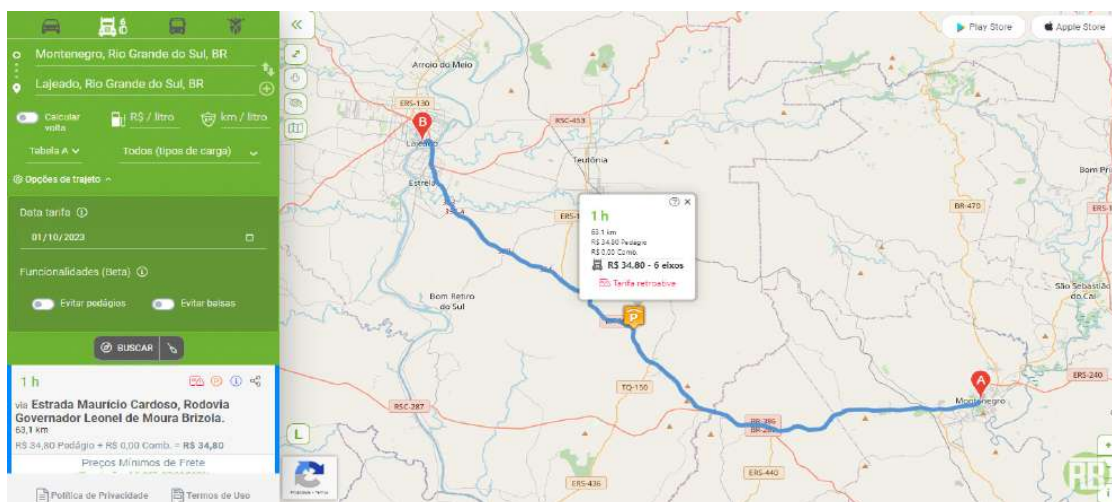 Montenegro, Rio Grande do Sul, BR
Lajeado, Rio Grande do Sul, BR
Calcular volta
R$ / litro
km / litro
Tabela A
Todos (tipos de carga)
Opções de trajeto
Data tarifa
01/10/2023
Funcionalidades (Beta)
Evitar pedágios
Evitar balsas
BUSCAR
1 h
via Estrada Maurício Cardoso, Rodovia
Governador Leonel de Moura Brizola.
63,1 km
R$ 34,80 Pedágio + R$ 0,00 Comb. = R$ 34,80
Preços Mínimos de Frete
Política de Privacidade
Termos de Uso
Play Store
Apple Store
Arroio do Meio
ERS-130
B
Lajeado
RSC-453
Teutônia
Estrela
1 h
63,1 km
R$ 34,80 Pedágio
R$ 0,00 Comb.
R$ 34,80 - 6 eixos
Tarifa retroativa
P
Bom Retiro
do Sul
BR-470
São Sebastião
do Caí
TQ-150
A
ERS-240
Montenegro
RSC-287
BR-386
ERS-440
ERS-436
L